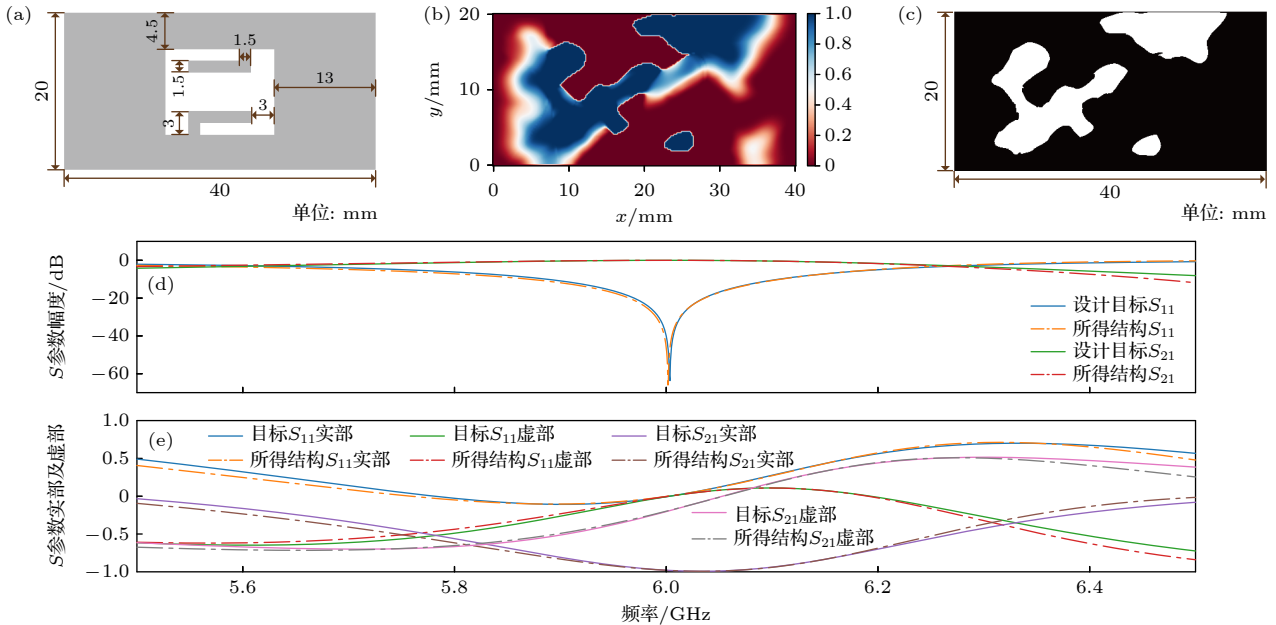 (a)
4.5
1.5
1.5
13
3
3
20
40
单位: mm
(b)
y/mm
20
10
0
0
10
20
30
40
x/mm
1.0
0.8
0.6
0.4
0.2
0
(c)
20
40
单位: mm
S参数幅度/dB
0
−20
−40
−60
(d)
设计目标S11
所得结构S11
设计目标S21
所得结构S21
S参数实部及虚部
1.0
0.5
0
−0.5
−1.0
(e)
目标S11实部
目标S11虚部
目标S21实部
所得结构S11实部
所得结构S11虚部
所得结构S21实部
目标S21虚部
所得结构S21虚部
5.6
5.8
6.0
6.2
6.4
频率/GHz